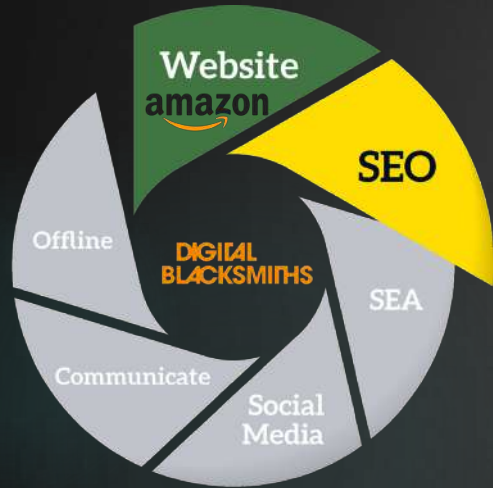 Website
amazon
SEO
SEA
Social
Media
Communicate
Offline
DIGITAL
BLACKSMITHS